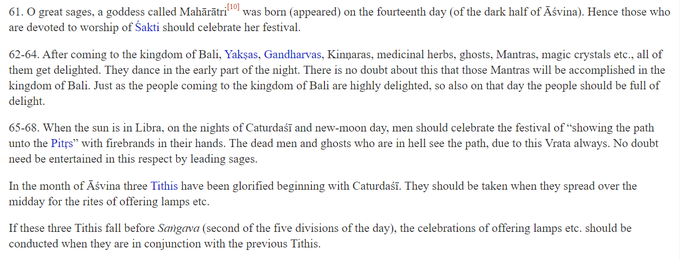 61. O great sages, a goddess called Mahārātri[10] was born (appeared) on the fourteenth day (of the dark half of Āśvina). Hence those who
are devoted to worship of Śakti should celebrate her festival.
62-64. After coming to the kingdom of Bali, Yakṣas, Gandharvas, Kinṇaras, medicinal herbs, ghosts, Mantras, magic crystals etc., all of
them get delighted. They dance in the early part of the night. There is no doubt about this that those Mantras will be accomplished in the
kingdom of Bali. Just as the people coming to the kingdom of Bali are highly delighted, so also on that day the people should be full of
delight.
65-68. When the sun is in Libra, on the nights of Caturdaśī and new-moon day, men should celebrate the festival of “showing the path
unto the Pitṛs” with firebrands in their hands. The dead men and ghosts who are in hell see the path, due to this Vrata always. No doubt
need be entertained in this respect by leading sages.
In the month of Āśvina three Tithis have been glorified beginning with Caturdaśī. They should be taken when they spread over the
midday for the rites of offering lamps etc.
If these three Tithis fall before Saṅgava (second of the five divisions of the day), the celebrations of offering lamps etc. should be
conducted when they are in conjunction with the previous Tithis.